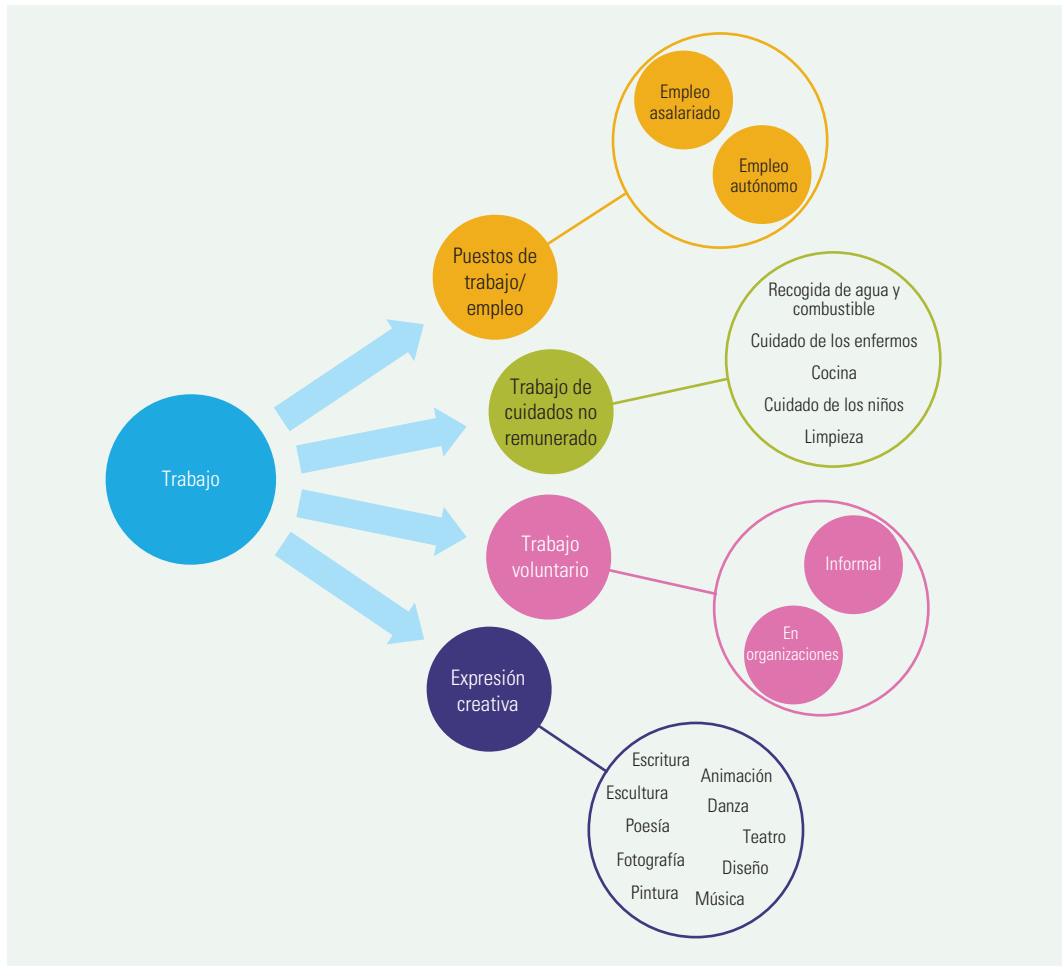 Empleo
asalariado
Empleo
autónomo
Puestos de
trabajo/
empleo
Recogida de agua y
combustible
Cuidado de los enfermos
Cocina
Cuidado de los niños
Limpieza
Trabajo de
cuidados no
remunerado
Trabajo
Trabajo
voluntario
Informal
En
organizaciones
Expresión
creativa
Escritura
Animación
Escultura
Danza
Poesía
Teatro
Fotografía
Diseño
Pintura
Música